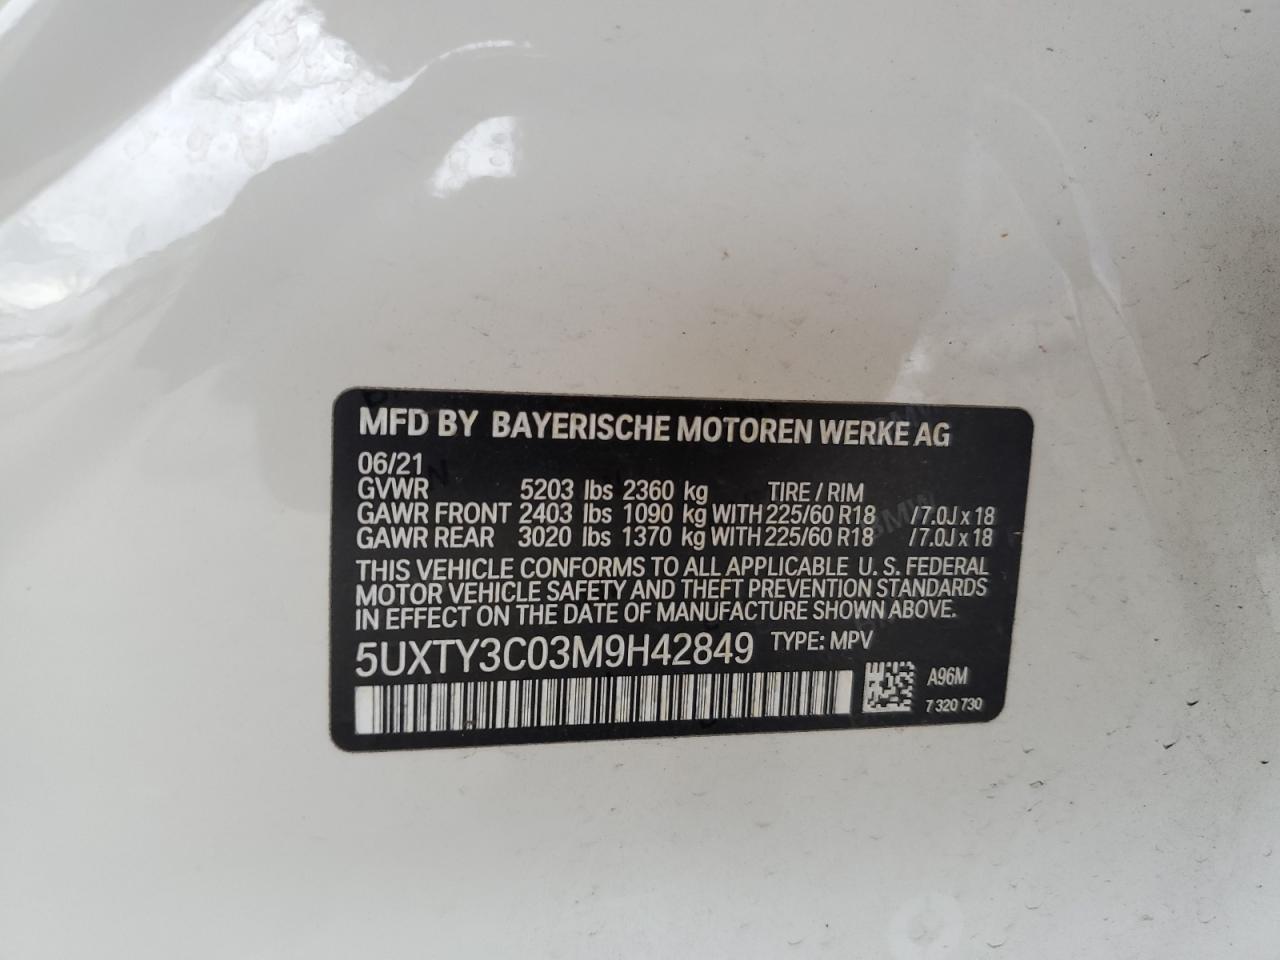 MFD BY BAYERISCHE MOTOREN WERKE AG
06/21
GVWR 5203 lbs 2360 kg TIRE / RIM
GAWR FRONT 2403 lbs 1090 kg WITH 225/60 R18 /7.0J x 18
GAWR REAR 3020 lbs 1370 kg WITH 225/60 R18 /7.0J x 18
THIS VEHICLE CONFORMS TO ALL APPLICABLE U. S. FEDERAL
MOTOR VEHICLE SAFETY AND THEFT PREVENTION STANDARDS
IN EFFECT ON THE DATE OF MANUFACTURE SHOWN ABOVE.
5UXTY3C03M9H42849 TYPE: MPV
A96M
7 320 730